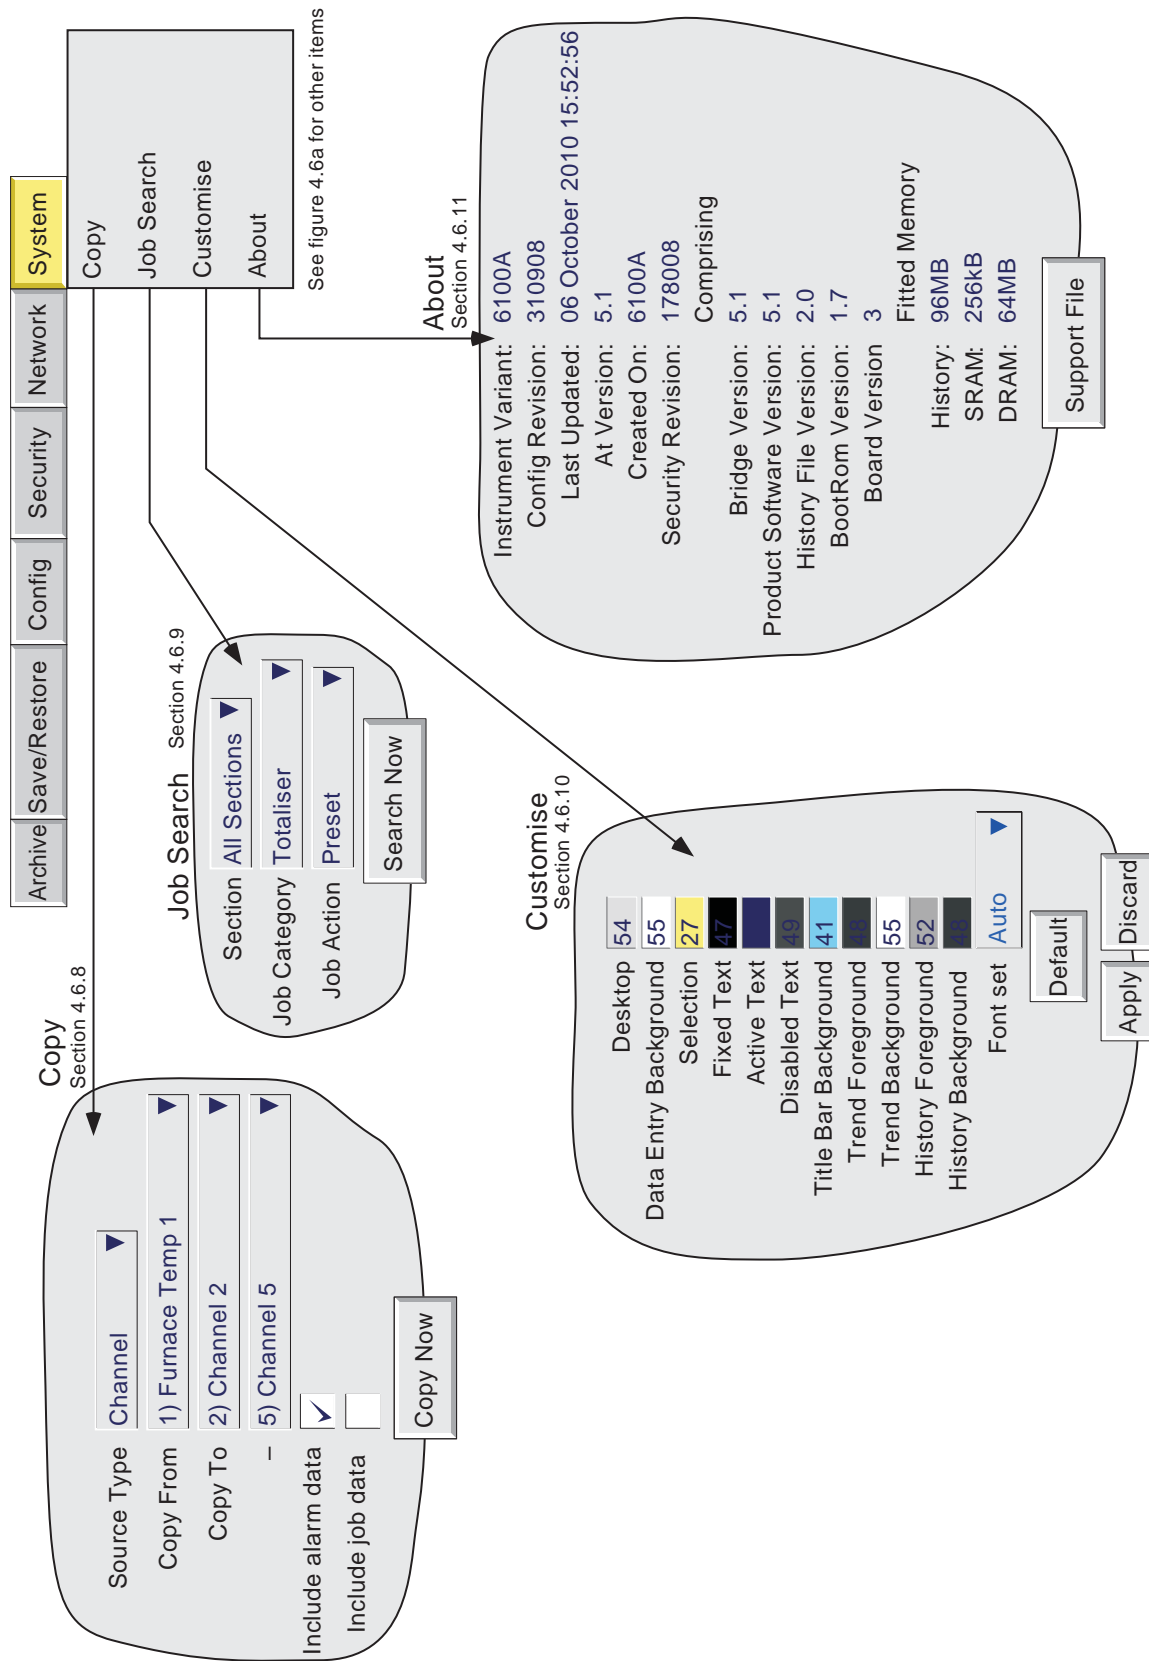 Archive Save/Restore Config Security Network System
Copy
Job Search
Customise
About
See figure 4.6a for other items
Copy
Section 4.6.8
Source Type Channel
Copy From 1) Furnace Temp 1
Copy To 2) Channel 2
– 5) Channel 5
Include alarm data
Include job data
Copy Now
Job Search Section 4.6.9
Section All Sections
Job Category Totaliser
Job Action Preset
Search Now
Customise
Section 4.6.10
Desktop 54
Data Entry Background 55
Selection 27
Fixed Text 47
Active Text
Disabled Text 49
Title Bar Background 41
Trend Foreground 48
Trend Background 55
History Foreground 52
History Background 48
Font set Auto
Default
Apply Discard
About
Section 4.6.11
Instrument Variant: 6100A
Config Revision: 310908
Last Updated: 06 October 2010 15:52:56
At Version: 5.1
Created On: 6100A
Security Revision: 178008
Comprising
Bridge Version: 5.1
Product Software Version: 5.1
History File Version: 2.0
BootRom Version: 1.7
Board Version 3
Fitted Memory
History: 96MB
SRAM: 256kB
DRAM: 64MB
Support File